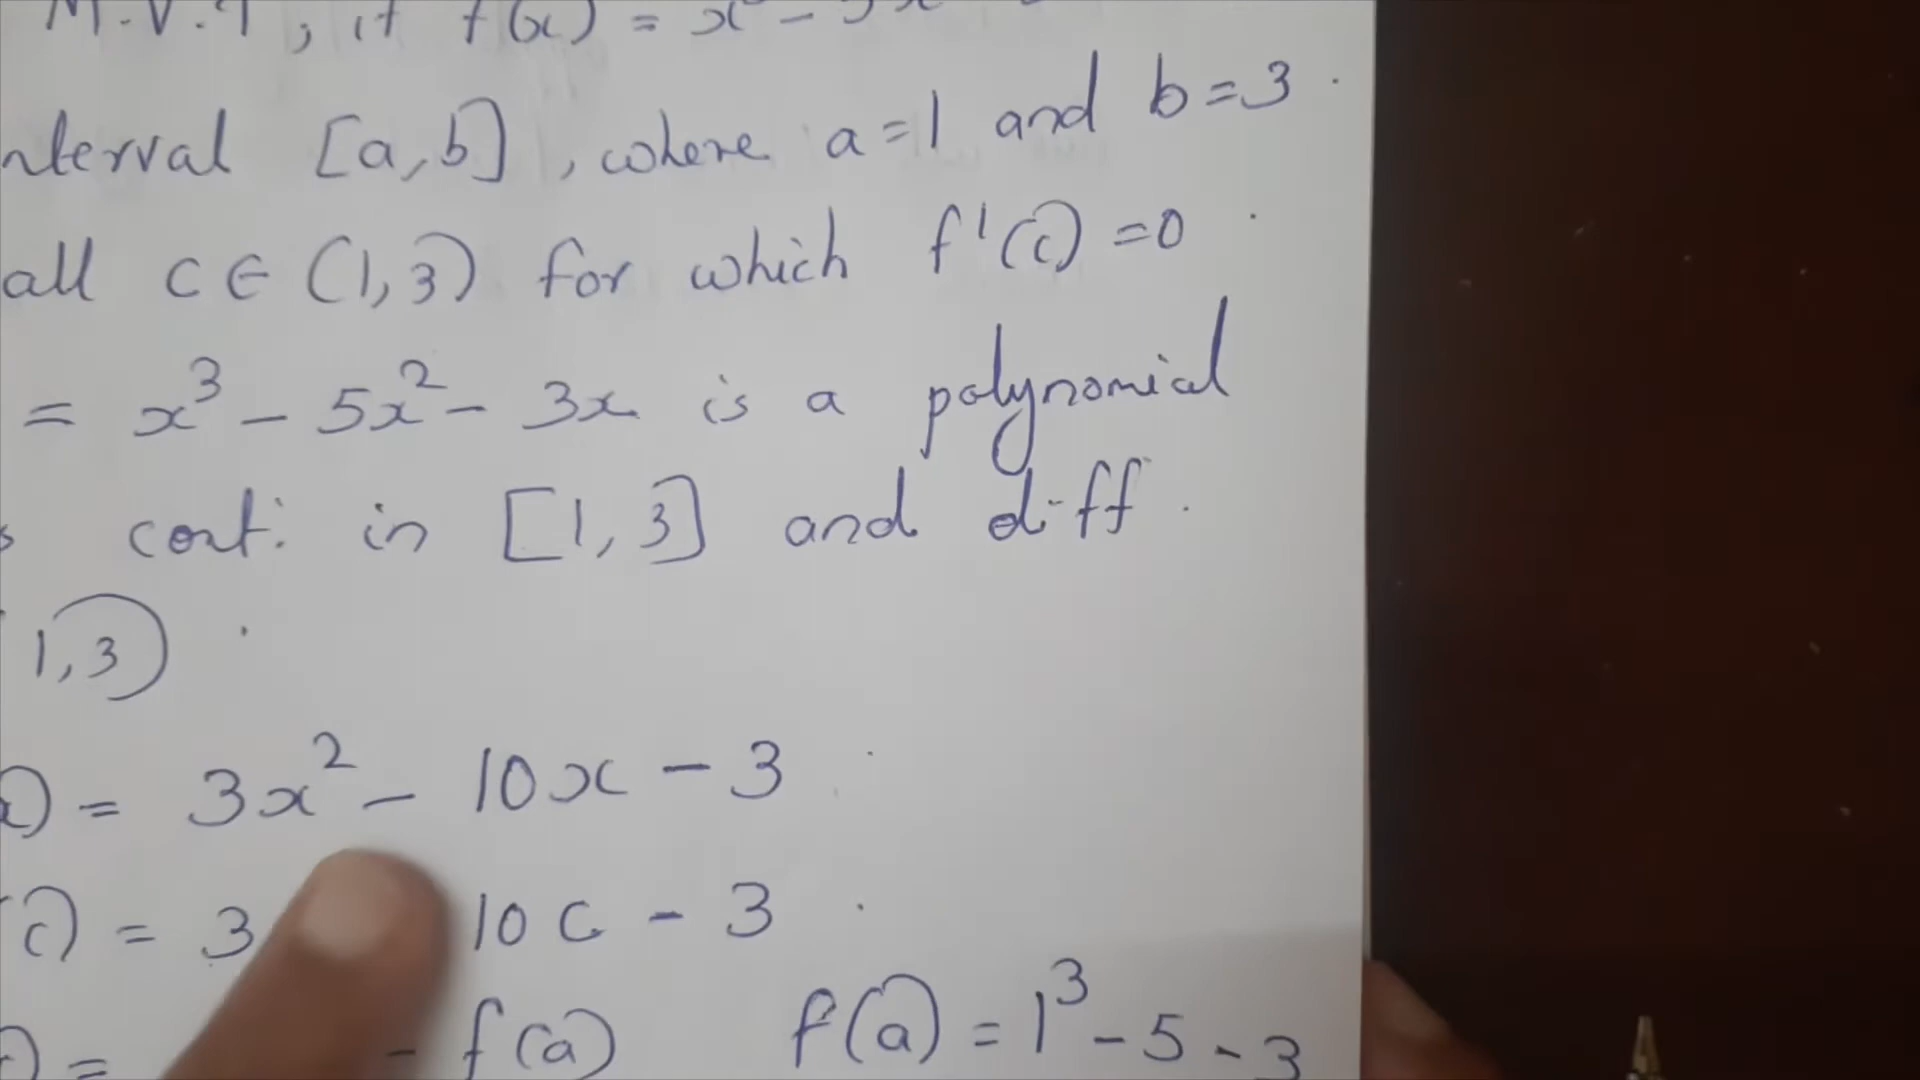 M.V.T, if f(x) = x
nterval [a,b], where a=1 and b=3.
all c∈(1,3) for which f'(c)=0.
= x³ - 5x² - 3x is a polynomial
s conti. in [1,3] and diff.
1,3).
) = 3x² - 10x - 3.
c) = 3 10c - 3.
) = - f(a) f(a) = 1³ - 5 - 3